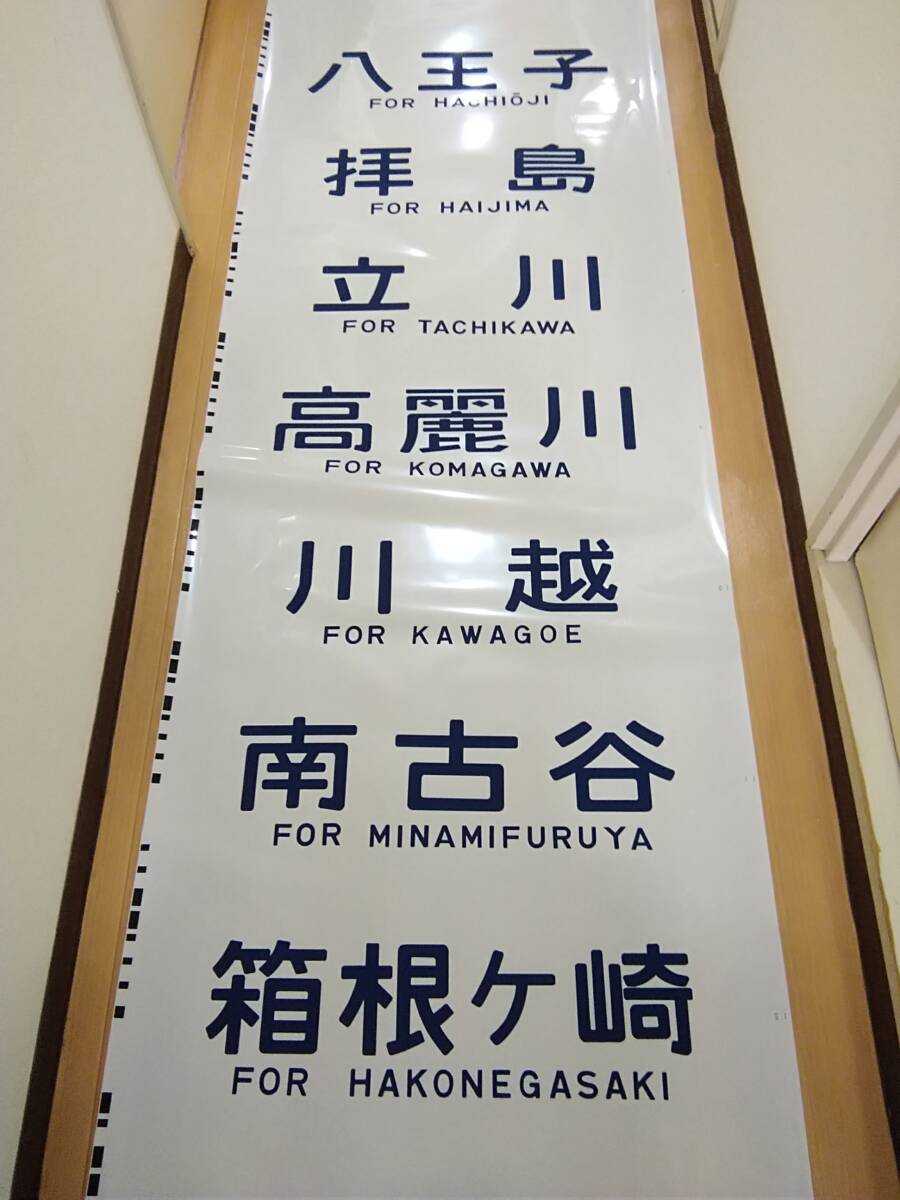 八王子
FOR HACHIŌJI
拝島
FOR HAIJIMA
立川
FOR TACHIKAWA
高麗川
FOR KOMAGAWA
川越
FOR KAWAGOE
南古谷
FOR MINAMIFURUYA
箱根ケ崎
FOR HAKONEGASAKI